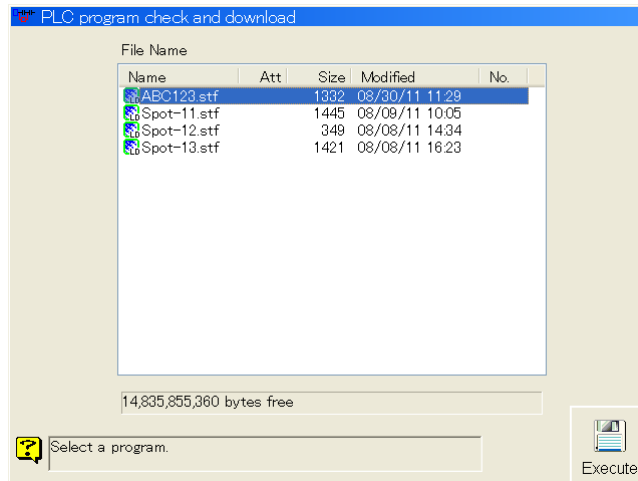 PLC program check and download
File Name
Name Att Size Modified No.
ABC123.stf 1332 08/30/11 11:29
Spot-11.stf 1445 08/09/11 10:05
Spot-12.stf 349 08/08/11 14:34
Spot-13.stf 1421 08/08/11 16:23
14,835,855,360 bytes free
Select a program.
Execute